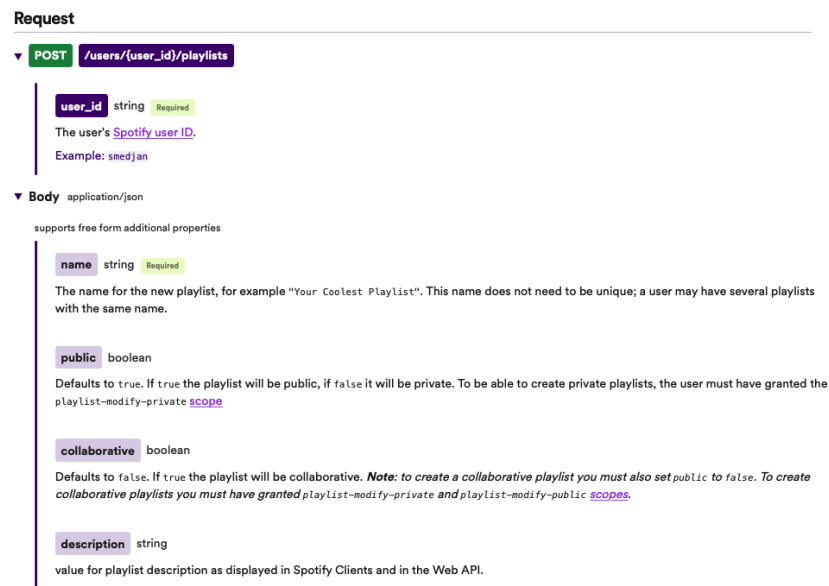 Request
POST /users/{user_id}/playlists
user_id string Required
The user's Spotify user ID.
Example: smedjan
Body application/json
supports free form additional properties
name string Required
The name for the new playlist, for example "Your Coolest Playlist". This name does not need to be unique; a user may have several playlists
with the same name.
public boolean
Defaults to true. If true the playlist will be public, if false it will be private. To be able to create private playlists, the user must have granted the
playlist-modify-private scope
collaborative boolean
Defaults to false. If true the playlist will be collaborative. Note: to create a collaborative playlist you must also set public to false. To create
collaborative playlists you must have granted playlist-modify-private and playlist-modify-public scopes.
description string
value for playlist description as displayed in Spotify Clients and in the Web API.